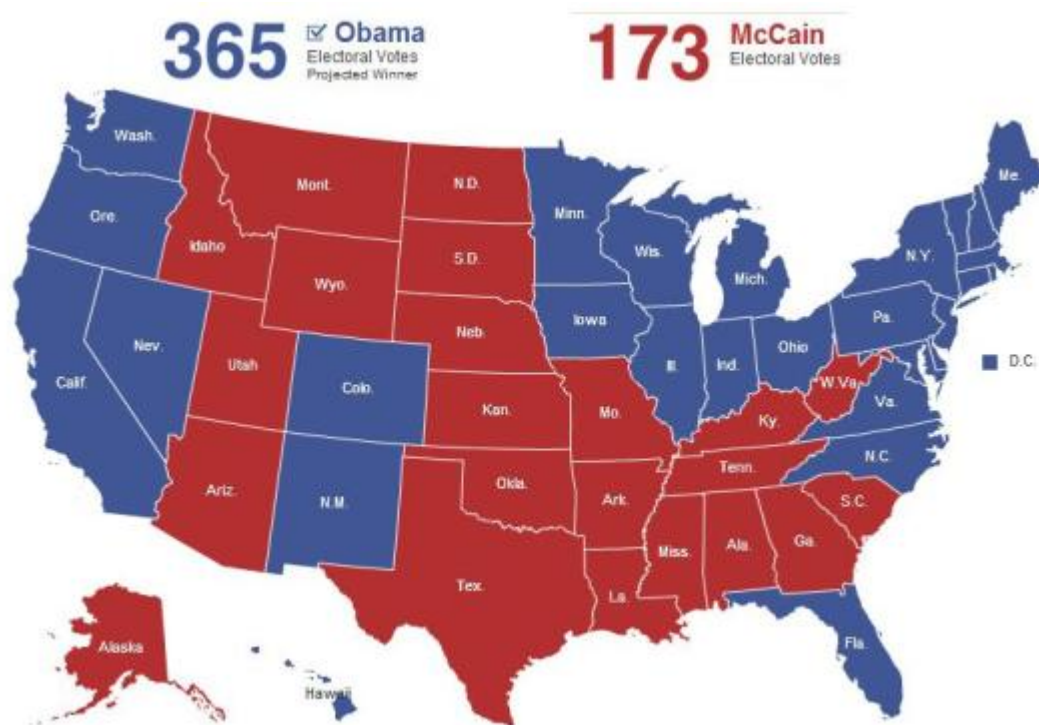 365
Obama
Electoral Votes
Projected Winner
173
McCain
Electoral Votes
Wash.
Ore.
Calif.
Nev.
Idaho
Mont.
Wyo.
Utah
Ariz.
Colo.
N.M.
N.D.
S.D.
Neb.
Kan.
Okla.
Tex.
Minn.
Iowa
Mo.
Ark.
La.
Wis.
Ill.
Mich.
Ind.
Ohio
Ky.
Tenn.
Miss.
Ala.
Ga.
Fla.
S.C.
N.C.
Va.
W.Va.
Pa.
N.Y.
Me.
D.C.
Alaska
Hawaii